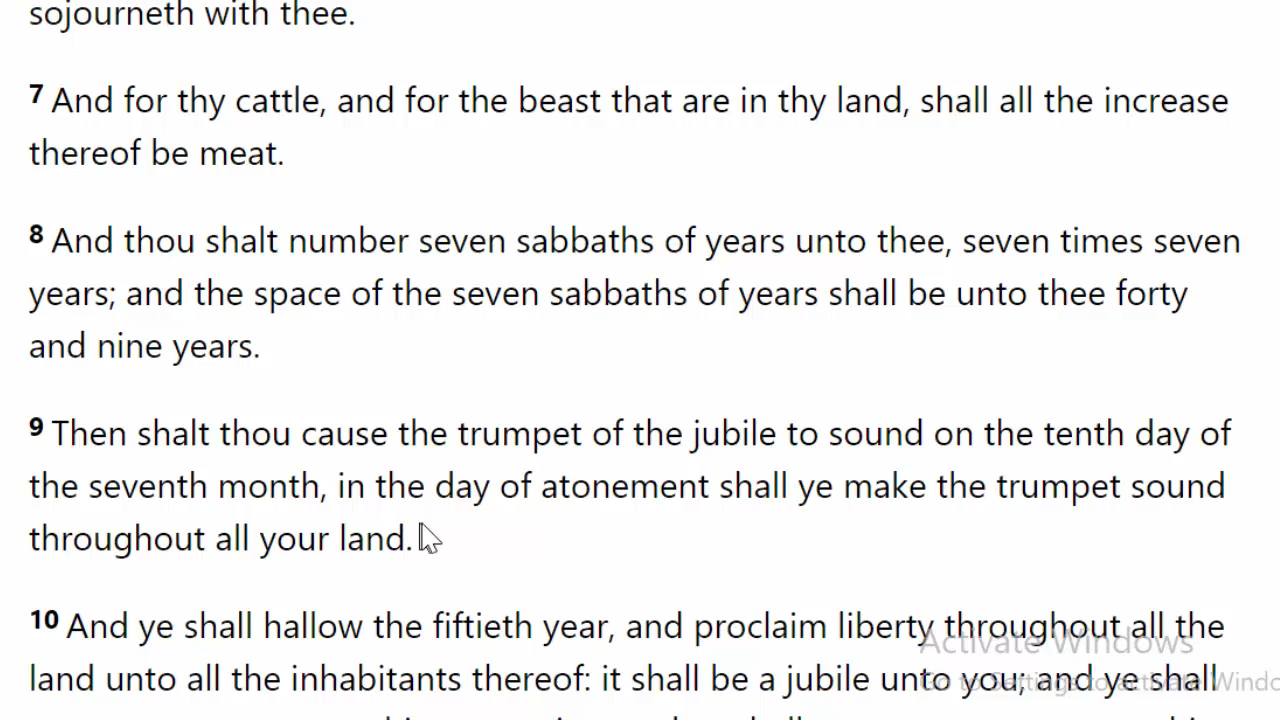 sojourneth with thee.
7 And for thy cattle, and for the beast that are in thy land, shall all the increase
thereof be meat.
8 And thou shalt number seven sabbaths of years unto thee, seven times seven
years; and the space of the seven sabbaths of years shall be unto thee forty
and nine years.
9 Then shalt thou cause the trumpet of the jubile to sound on the tenth day of
the seventh month, in the day of atonement shall ye make the trumpet sound
throughout all your land.
10 And ye shall hallow the fiftieth year, and proclaim liberty throughout all the
Activate Windows
land unto all the inhabitants thereof: it shall be a jubile unto you; and ye shall
Go to Settings to activate Windo